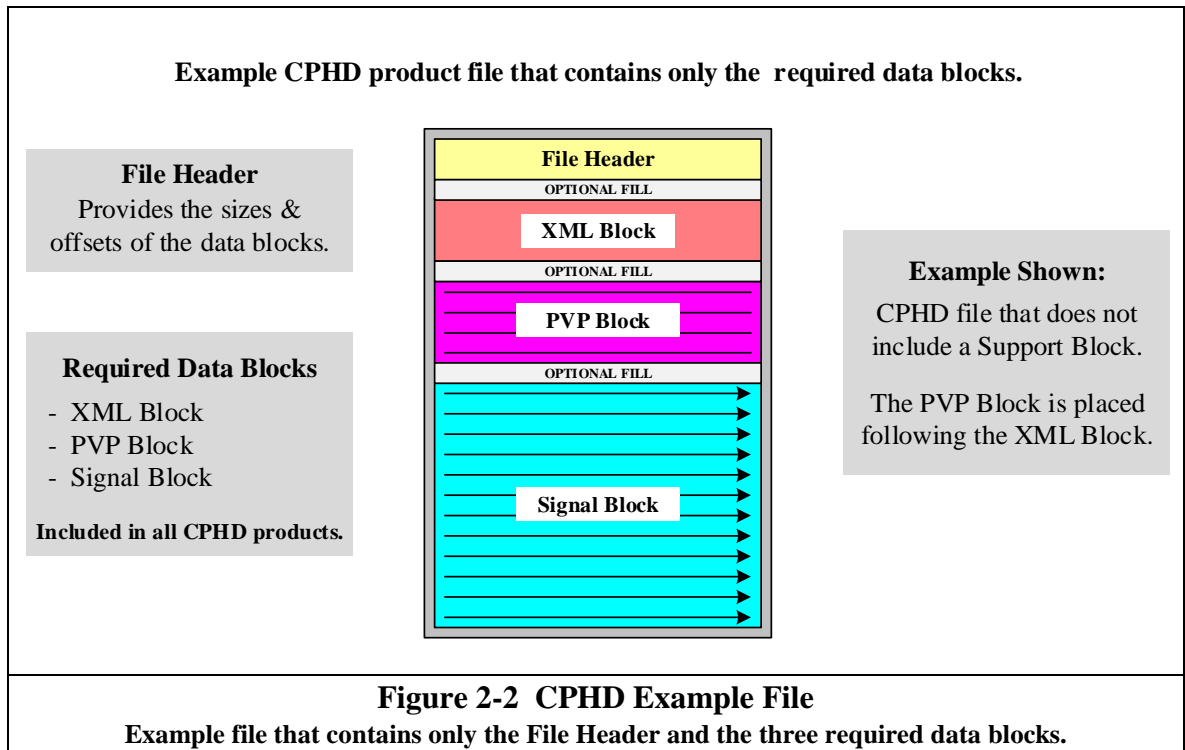 Example CPHD product file that contains only the required data blocks.
File Header
Provides the sizes &
offsets of the data blocks.
Required Data Blocks
- XML Block
- PVP Block
- Signal Block
Included in all CPHD products.
File Header
OPTIONAL FILL
XML Block
OPTIONAL FILL
PVP Block
OPTIONAL FILL
Signal Block
Example Shown:
CPHD file that does not
include a Support Block.
The PVP Block is placed
following the XML Block.
Figure 2-2 CPHD Example File
Example file that contains only the File Header and the three required data blocks.